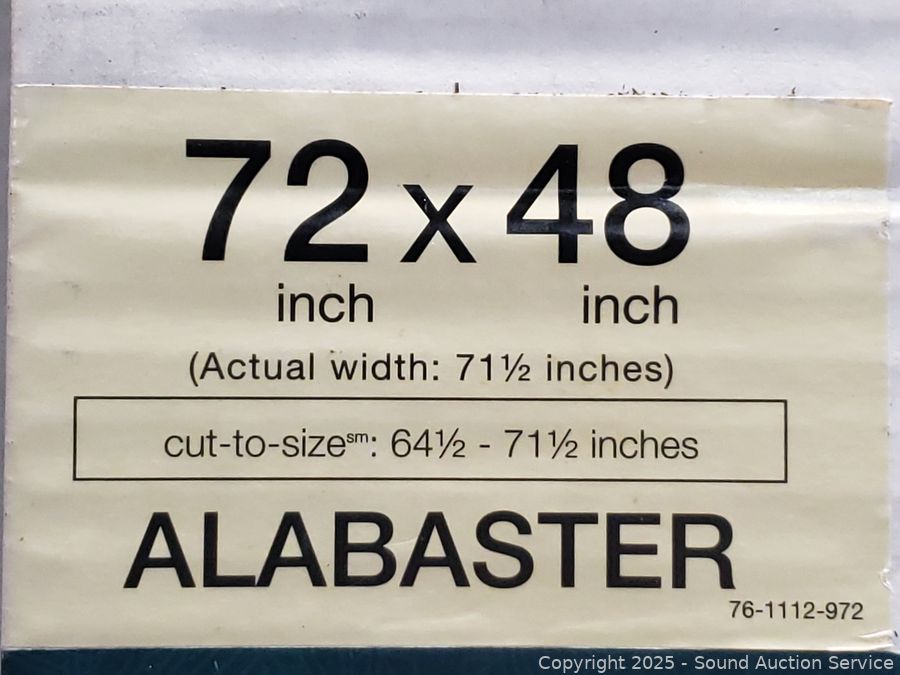 72 x 48
inch inch
(Actual width: 71½ inches)
cut-to-size℠: 64½ - 71½ inches
ALABASTER
76-1112-972
Copyright 2025 - Sound Auction Service